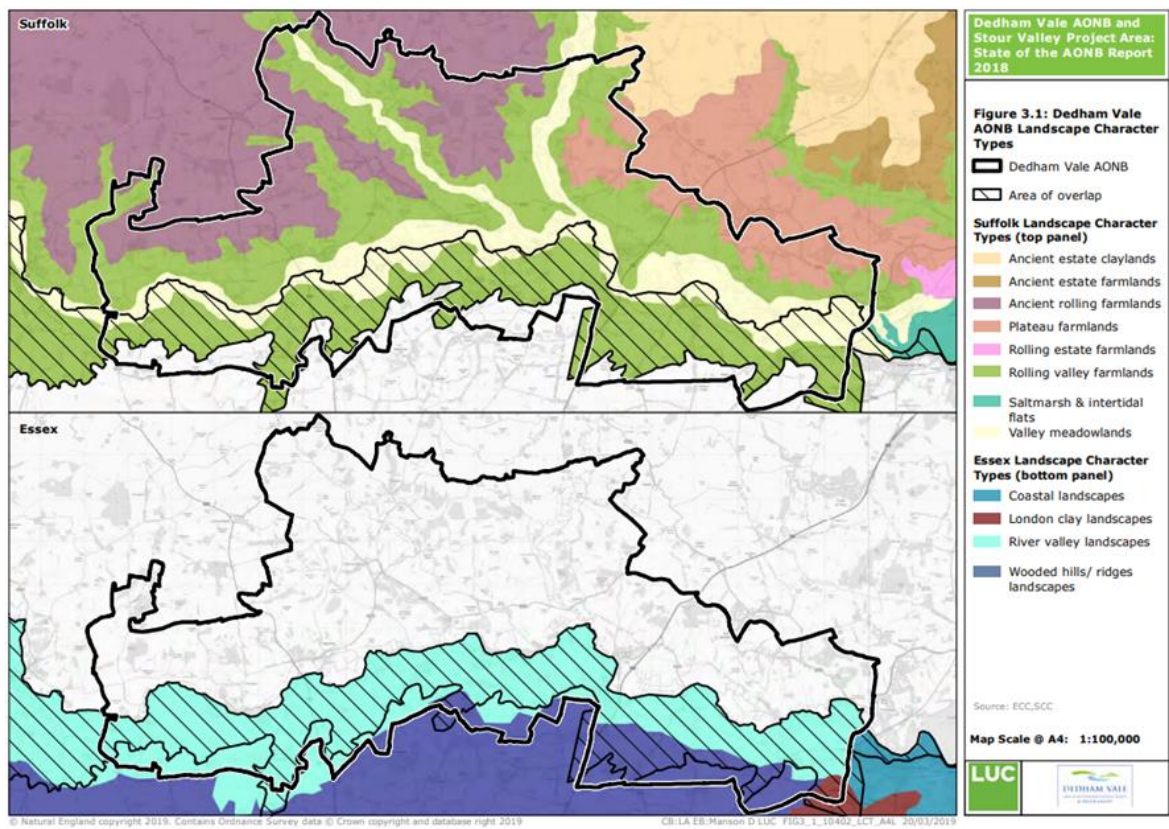 Suffolk
Essex
Dedham Vale AONB and
Stour Valley Project Area:
State of the AONB Report
2018
Figure 3.1: Dedham Vale
AONB Landscape Character
Types
Dedham Vale AONB
Area of overlap
Suffolk Landscape Character
Types (top panel)
Ancient estate claylands
Ancient estate farmlands
Ancient rolling farmlands
Plateau farmlands
Rolling estate farmlands
Rolling valley farmlands
Saltmarsh & intertidal
flats
Valley meadowlands
Essex Landscape Character
Types (bottom panel)
Coastal landscapes
London clay landscapes
River valley landscapes
Wooded hills/ ridges
landscapes
Source: ECC,SCC
Map Scale @ A4: 1:100,000
LUC
DEDHAM VALE
© Natural England copyright 2019. Contains Ordnance Survey data © Crown copyright and database right 2019
CB:LA EB:Manson D LUC FIG3_1_10402_LCT_A4L 20/03/2019